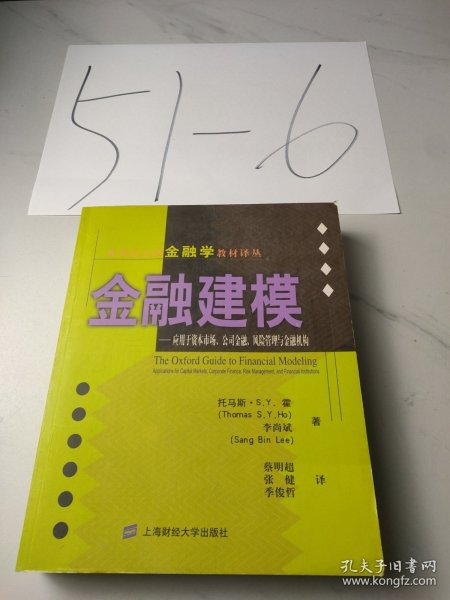 51-6
金融学教材译丛
金融建模
——应用于资本市场、公司金融、风险管理与金融机构
The Oxford Guide to Financial Modeling
Applications for Capital Markets, Corporate Finance, Risk Management, and Financial Institutions
托马斯·S.Y.霍
(Thomas S.Y.Ho)
李尚斌 著
(Sang Bin Lee)
蔡明超
张健 译
季俊哲
上海财经大学出版社
孔夫子旧书网
www.kongfz.com